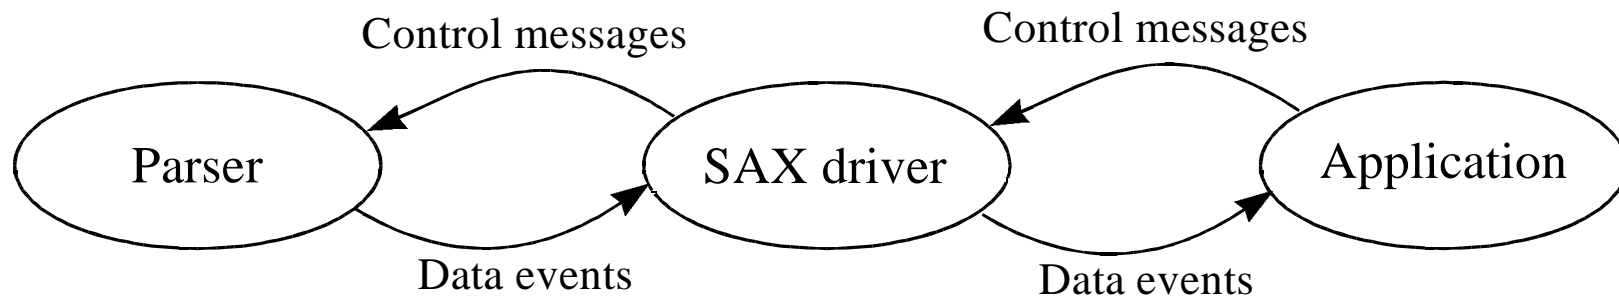 Control messages
Control messages
Parser
SAX driver
Application
Data events
Data events